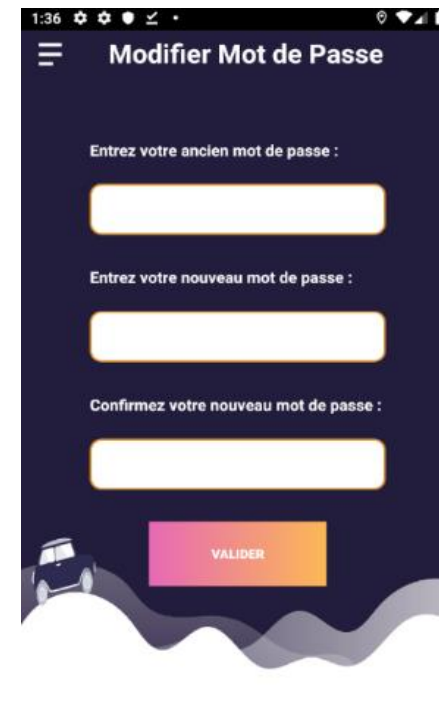 1:36
Modifier Mot de Passe
Entrez votre ancien mot de passe :
Entrez votre nouveau mot de passe :
Confirmez votre nouveau mot de passe :
VALIDER